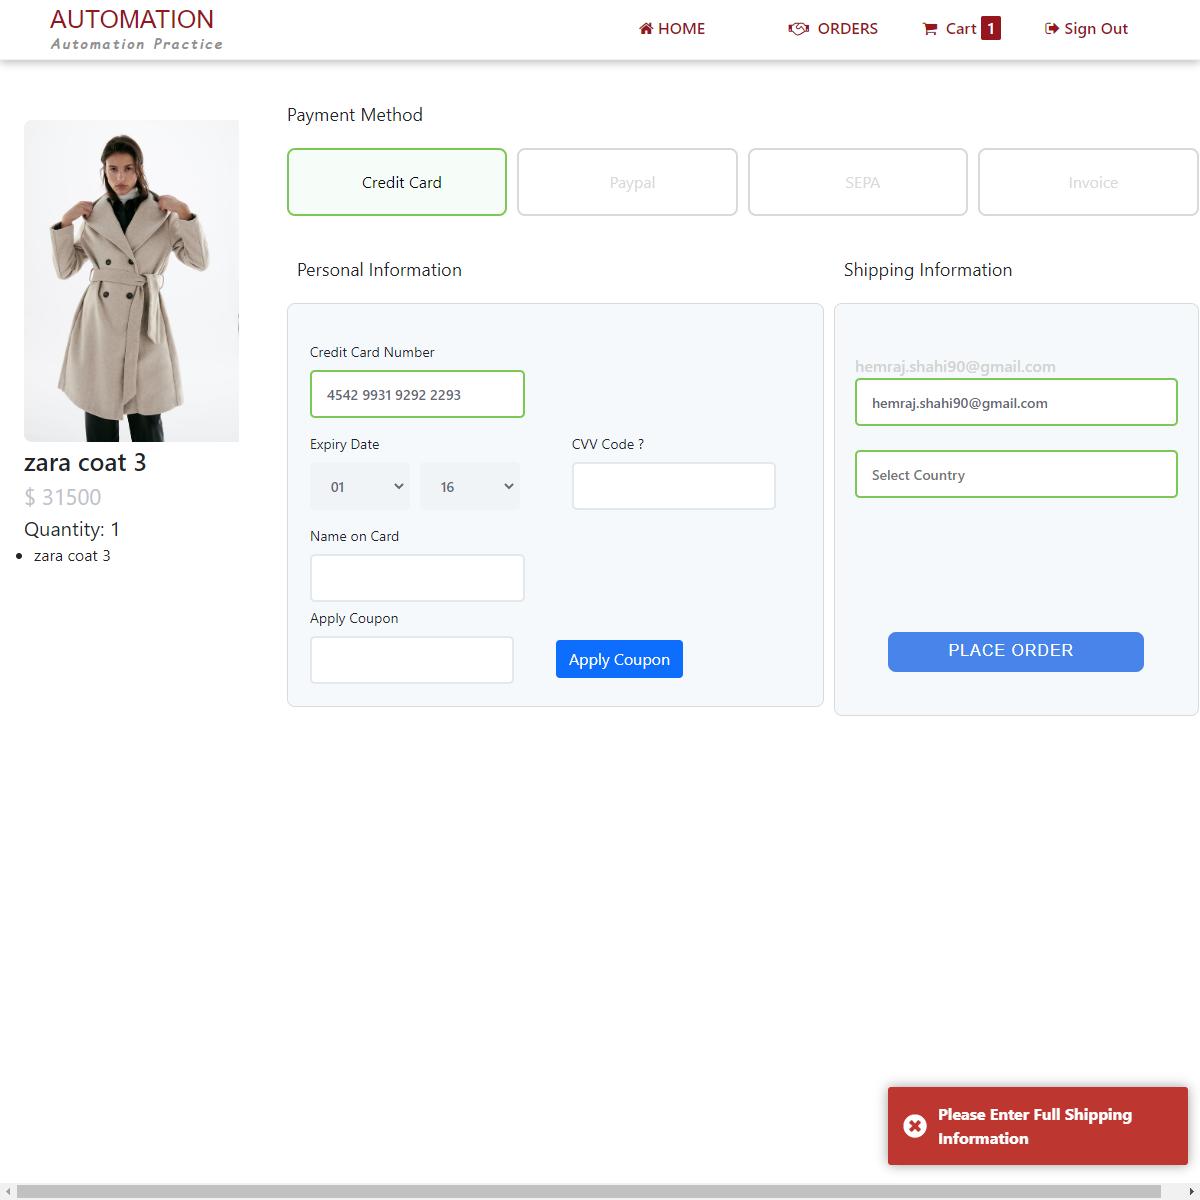 AUTOMATION
Automation Practice
HOME
ORDERS
Cart 1
Sign Out
Payment Method
Credit Card
Paypal
SEPA
Invoice
zara coat 3
$ 31500
Quantity: 1
zara coat 3
Personal Information
Credit Card Number
4542 9931 9292 2293
Expiry Date
CVV Code ?
01
16
Name on Card
Apply Coupon
Apply Coupon
Shipping Information
hemraj.shahi90@gmail.com
hemraj.shahi90@gmail.com
Select Country
PLACE ORDER
Please Enter Full Shipping
Information